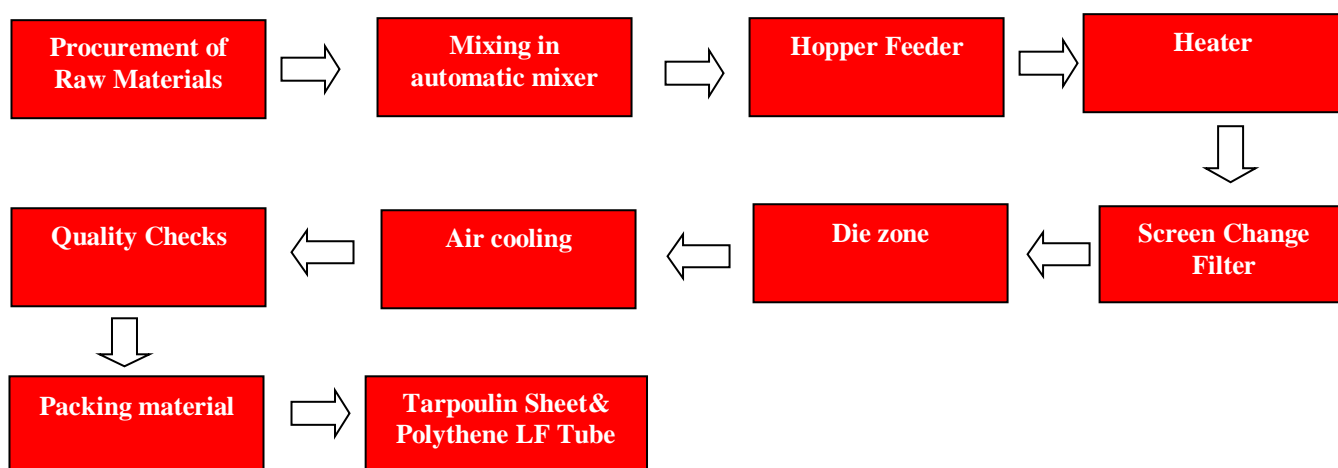 Procurement of
Raw Materials
Mixing in
automatic mixer
Hopper Feeder
Heater
Screen Change
Filter
Die zone
Air cooling
Quality Checks
Packing material
Tarpoulin Sheet&
Polythene LF Tube